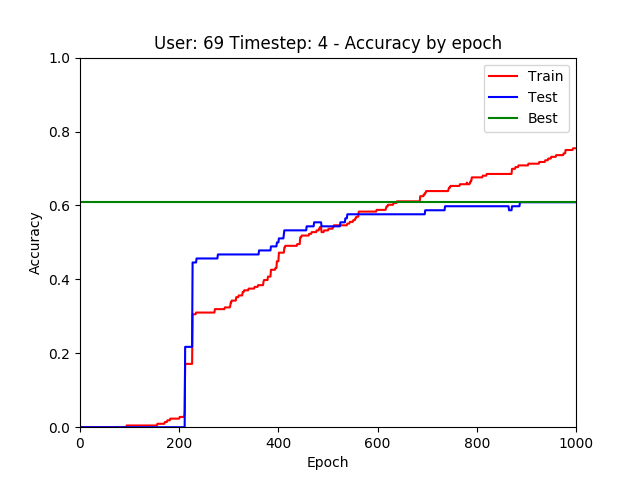 User: 69 Timestep: 4 - Accuracy by epoch
1.0
0.8
0.6
0.4
0.2
0.0
Accuracy
Train
Test
Best
0 200 400 600 800 1000
Epoch